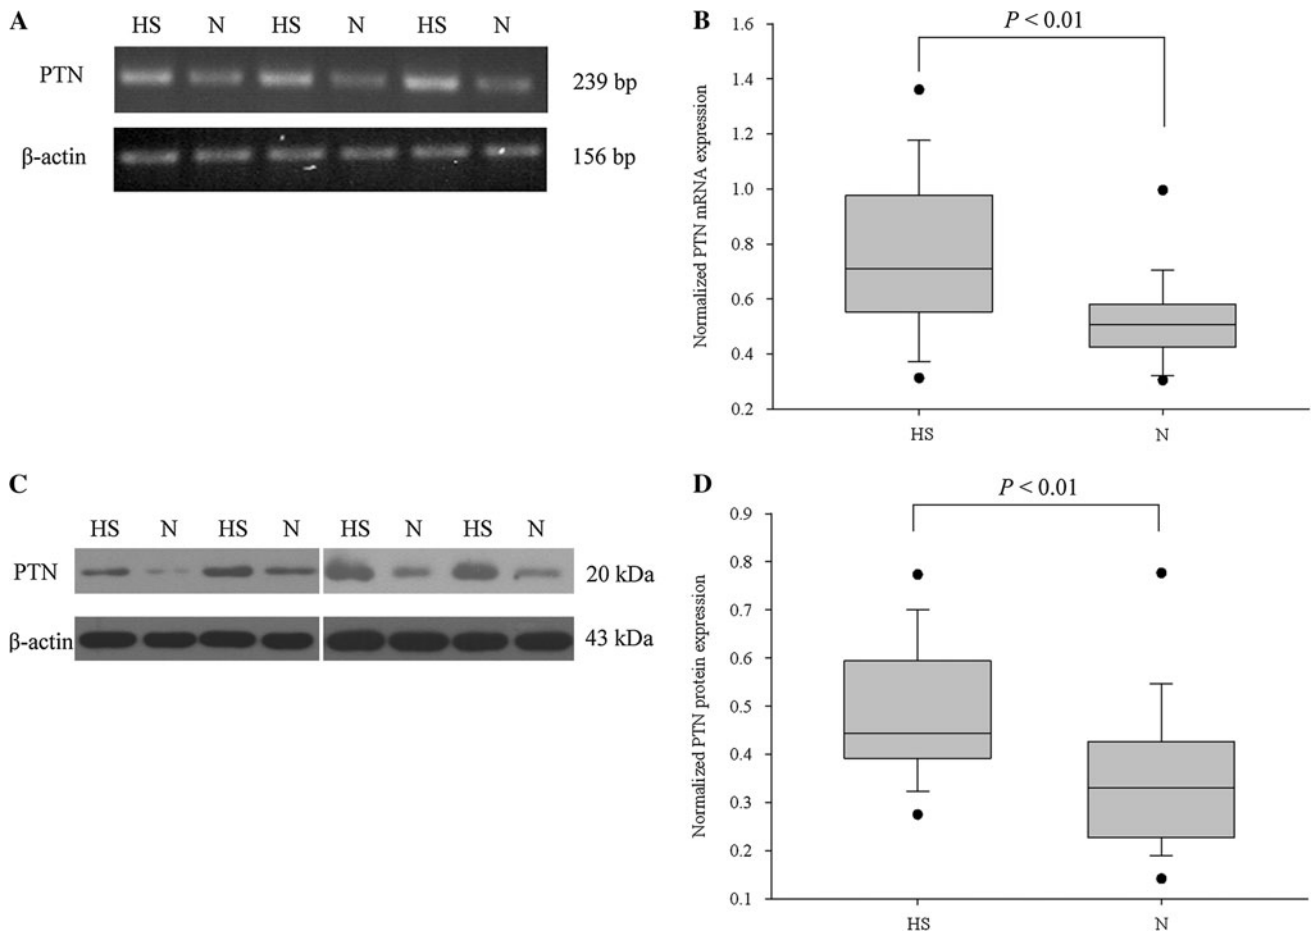 A
HS N HS N HS N
PTN
239 bp
β-actin
156 bp
B
P < 0.01
Normalized PTN mRNA expression
1.6
1.4
1.2
1.0
0.8
0.6
0.4
0.2
HS N
C
HS N HS N HS N HS N
PTN
20 kDa
β-actin
43 kDa
D
P < 0.01
Normalized PTN protein expression
0.9
0.8
0.7
0.6
0.5
0.4
0.3
0.2
0.1
HS N